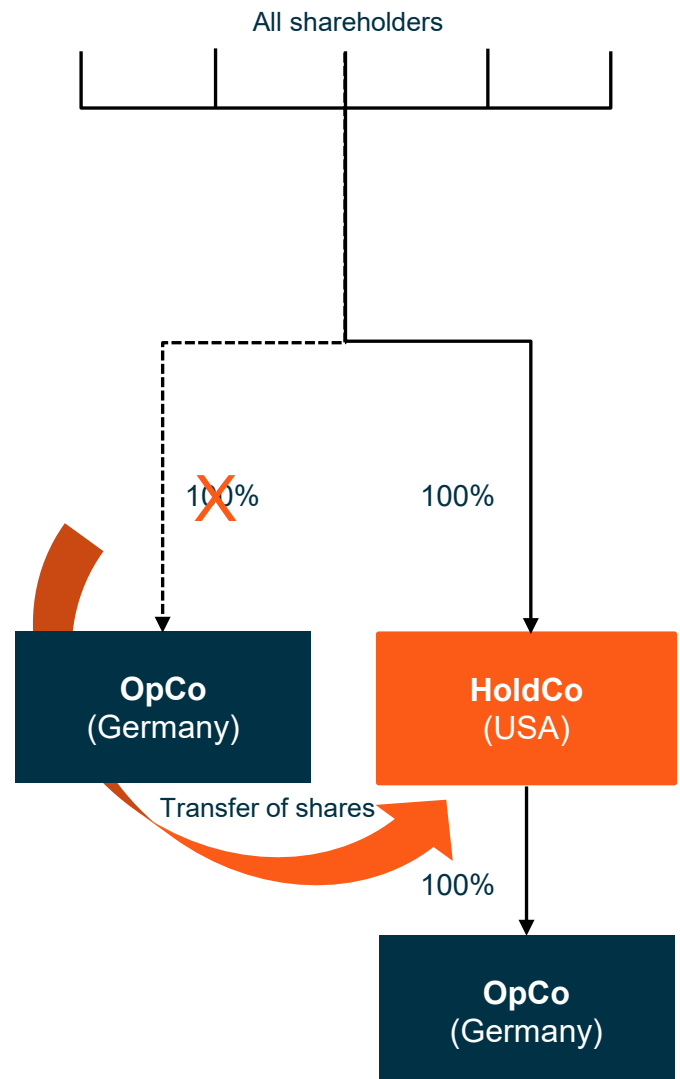 All shareholders
100%
X
100%
OpCo
(Germany)
HoldCo
(USA)
Transfer of shares
100%
OpCo
(Germany)